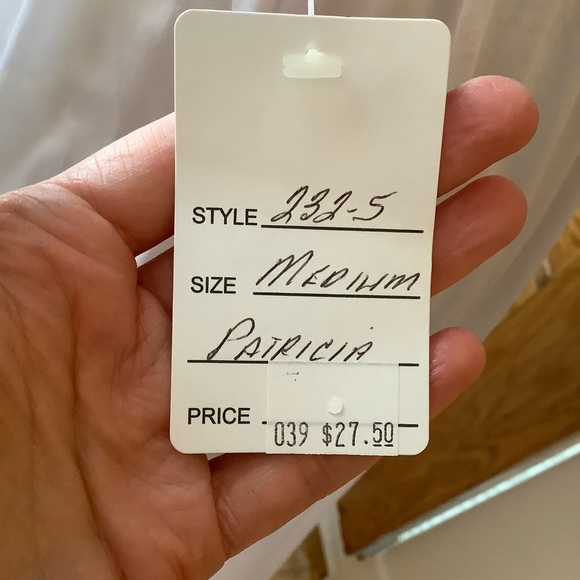 STYLE 232-5
SIZE MEDIUM
PATRICIA
PRICE
039 $27.50